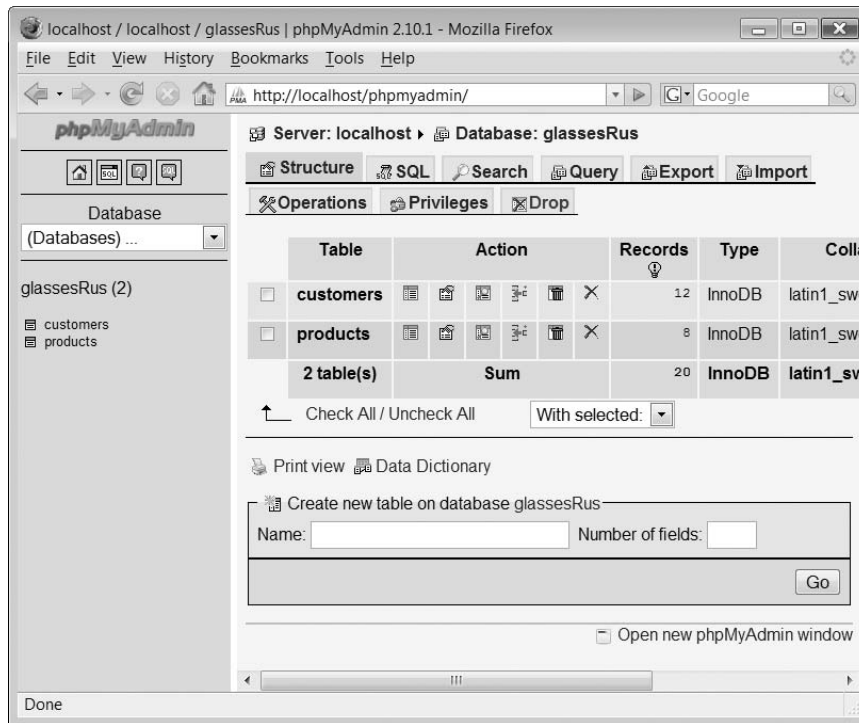 localhost / localhost / glassesRus | phpMyAdmin 2.10.1 - Mozilla Firefox
File Edit View History Bookmarks Tools Help
http://localhost/phpmyadmin/ G Google
phpMyAdmin
SQL
Database
(Databases) ...
glassesRus (2)
customers
products
Server: localhost Database: glassesRus
Structure SQL Search Query Export Import
Operations Privileges Drop
Table Action Records Type Colla
customers 12 InnoDB latin1_sw
products 8 InnoDB latin1_sw
2 table(s) Sum 20 InnoDB latin1_sw
Check All / Uncheck All With selected:
Print view Data Dictionary
Create new table on database glassesRus
Name: Number of fields:
Go
Open new phpMyAdmin window
Done